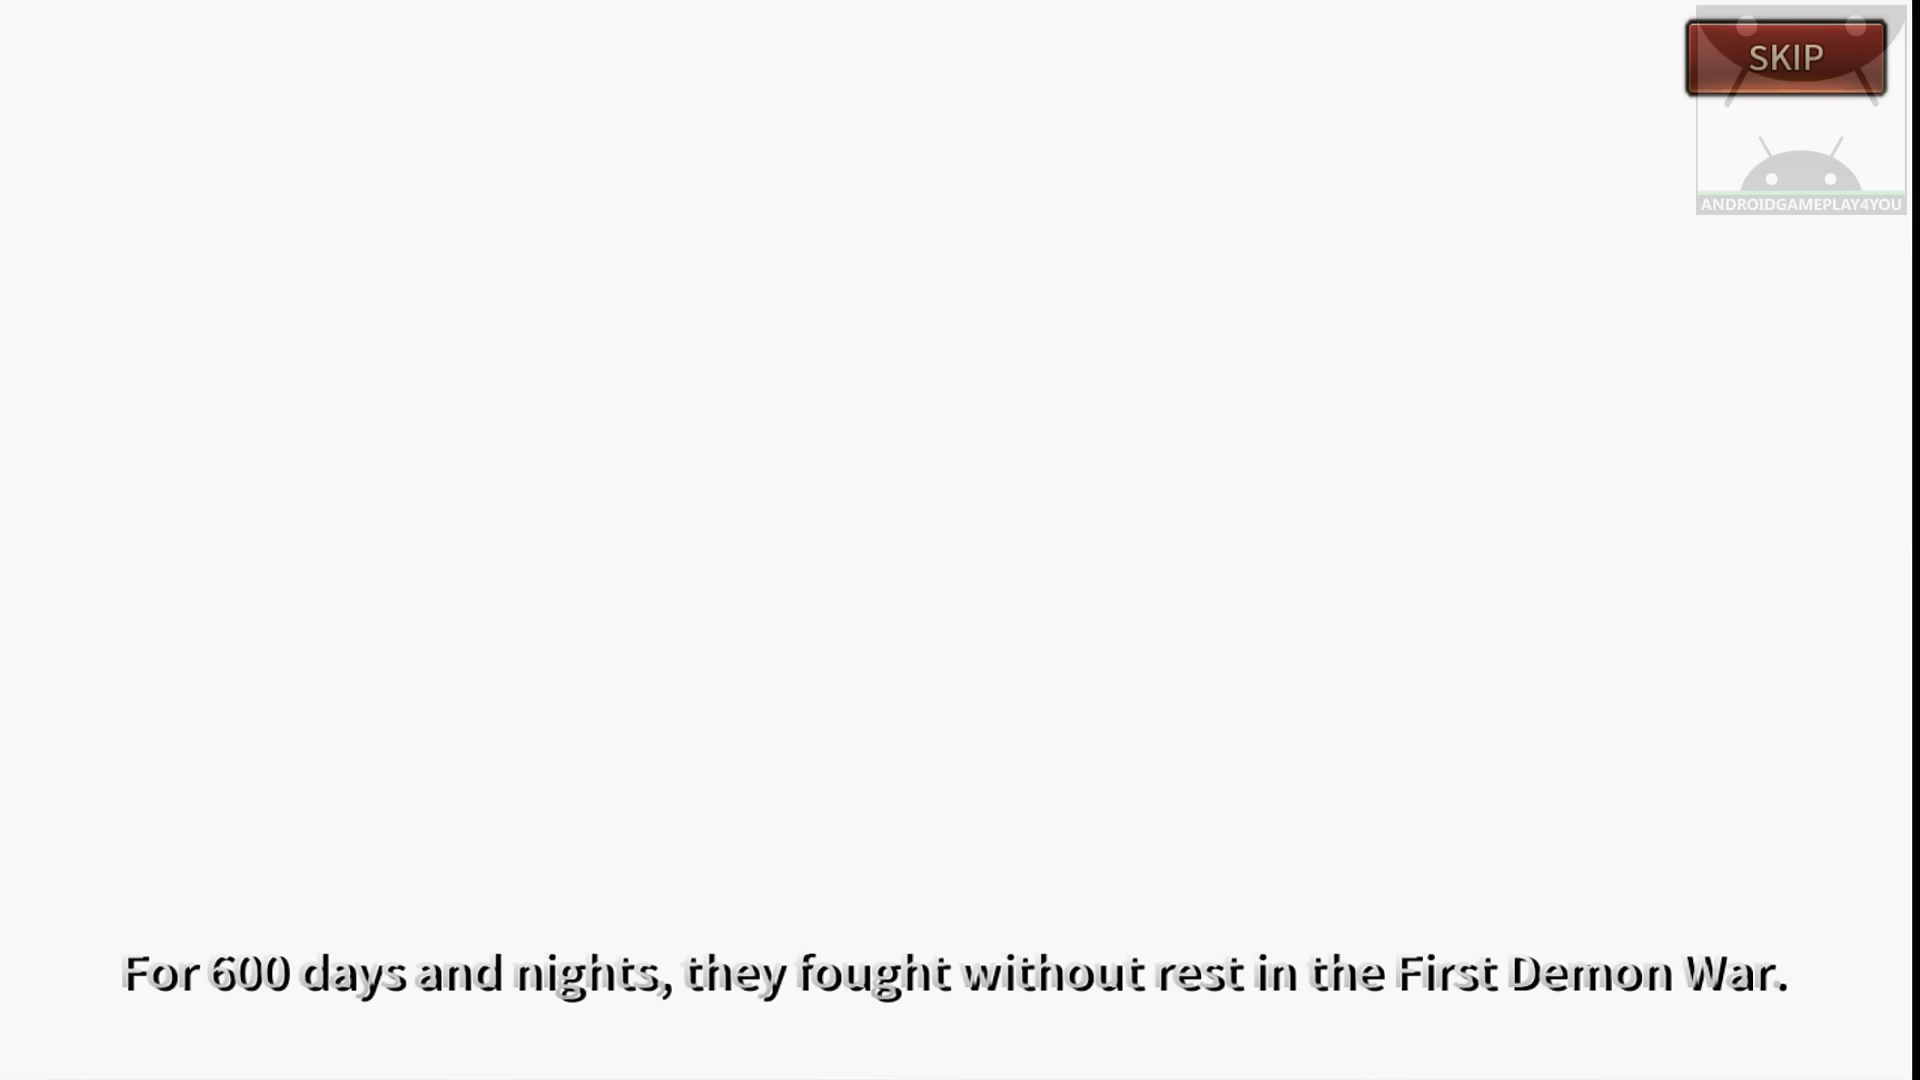 SKIP
ANDROIDGAMEPLAY4YOU
For 600 days and nights, they fought without rest in the First Demon War.